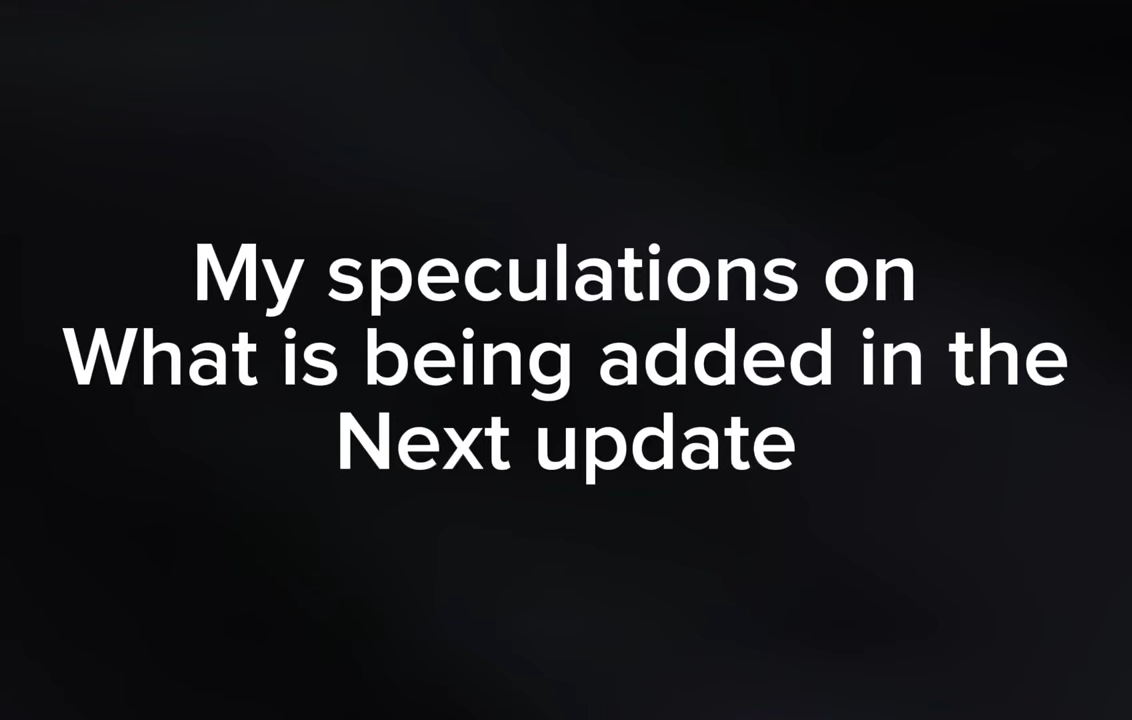 My speculations on
What is being added in the
Next update